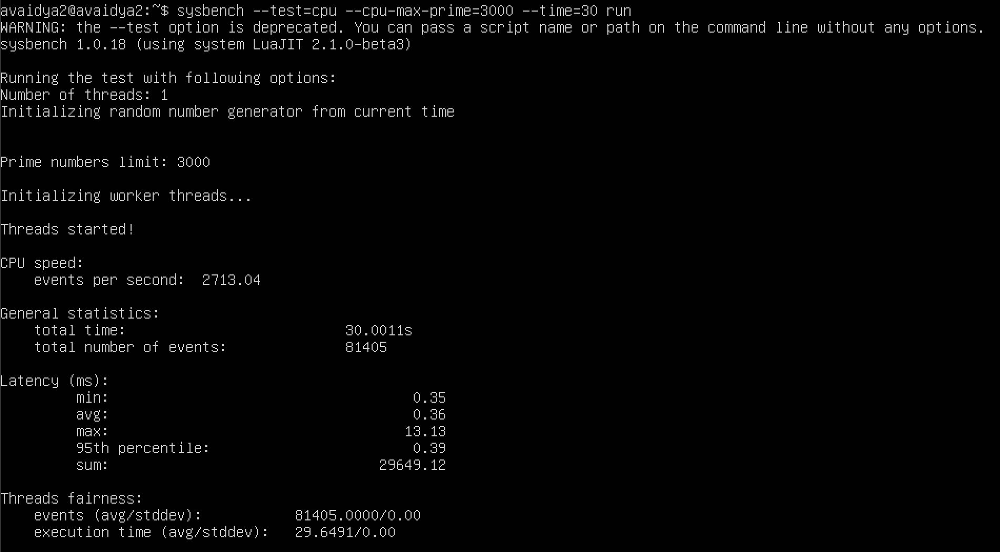 avaidya2@avaidya2:~$ sysbench --test=cpu --cpu-max-prime=3000 --time=30 run
WARNING: the --test option is deprecated. You can pass a script name or path on the command line without any options.
sysbench 1.0.18 (using system LuaJIT 2.1.0-beta3)
Running the test with following options:
Number of threads: 1
Initializing random number generator from current time
Prime numbers limit: 3000
Initializing worker threads...
Threads started!
CPU speed:
events per second: 2713.04
General statistics:
total time: 30.0011s
total number of events: 81405
Latency (ms):
min: 0.35
avg: 0.36
max: 13.13
95th percentile: 0.39
sum: 29649.12
Threads fairness:
events (avg/stddev): 81405.0000/0.00
execution time (avg/stddev): 29.6491/0.00